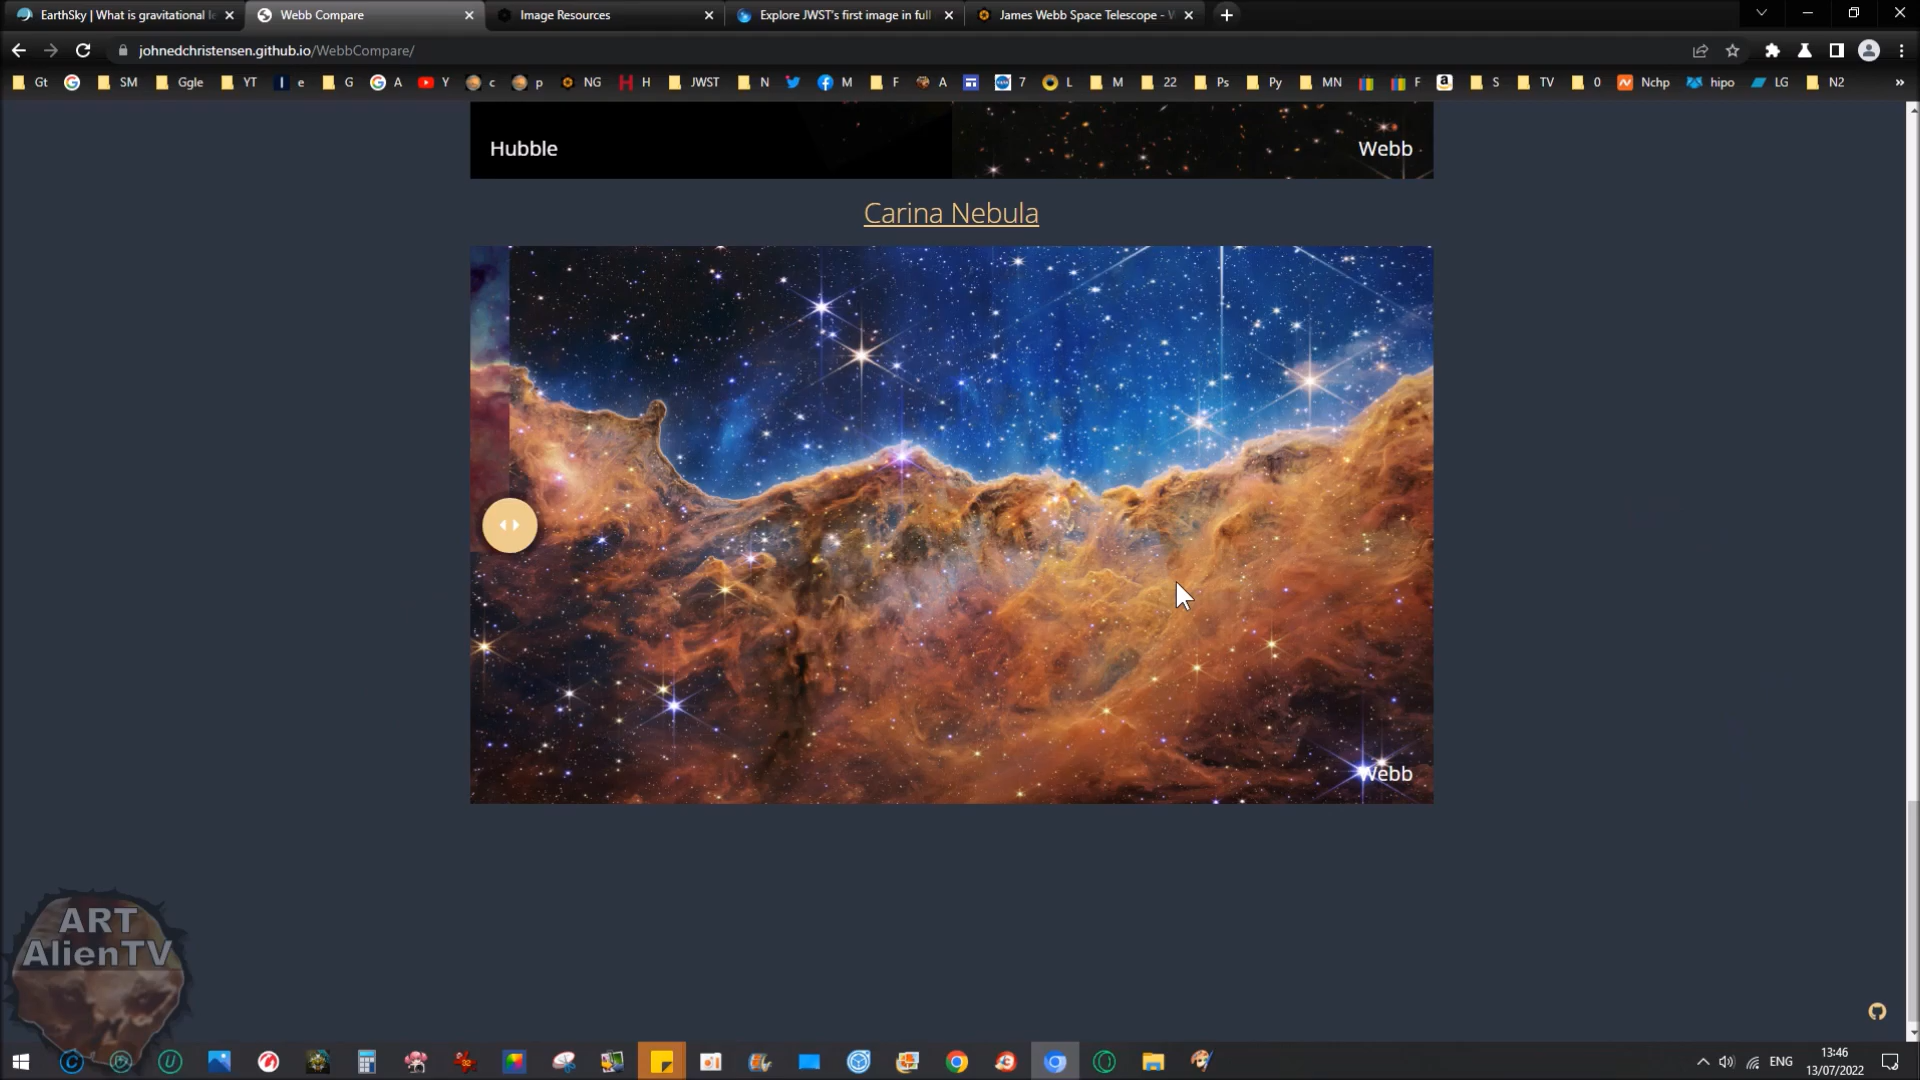 EarthSky | What is gravitational le
Webb Compare
Image Resources
Explore JWST's first image in full
James Webb Space Telescope - W
johnedchristensen.github.io/WebbCompare/
Gt SM Ggle YT e G A Y c p NG H JWST N M F A 7 L M 22 Ps Py MN F S TV 0 Nchp hipo LG N2 »
Hubble
Webb
Carina Nebula
Webb
ART
AlienTV
ENG
13:46
13/07/2022